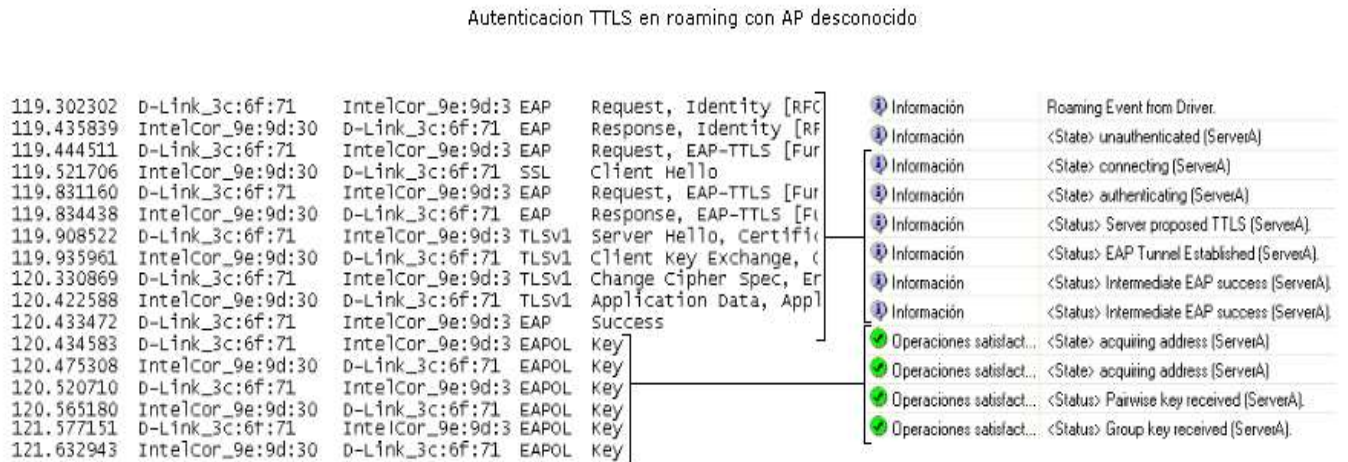 Autenticacion TTLS en roaming con AP desconocido
119.302302 D-Link_3c:6f:71 IntelCor_9e:9d:3 EAP Request, Identity [RFC
119.435839 IntelCor_9e:9d:30 D-Link_3c:6f:71 EAP Response, Identity [RF
119.444511 D-Link_3c:6f:71 IntelCor_9e:9d:3 EAP Request, EAP-TTLS [Fun
119.521706 IntelCor_9e:9d:30 D-Link_3c:6f:71 SSL Client Hello
119.831160 D-Link_3c:6f:71 IntelCor_9e:9d:3 EAP Request, EAP-TTLS [Fun
119.834438 IntelCor_9e:9d:30 D-Link_3c:6f:71 EAP Response, EAP-TTLS [Fu
119.908522 D-Link_3c:6f:71 IntelCor_9e:9d:3 TLSv1 Server Hello, Certific
119.935961 IntelCor_9e:9d:30 D-Link_3c:6f:71 TLSv1 Client Key Exchange, C
120.330869 D-Link_3c:6f:71 IntelCor_9e:9d:3 TLSv1 Change Cipher Spec, En
120.422588 IntelCor_9e:9d:30 D-Link_3c:6f:71 TLSv1 Application Data, Appl
120.433472 D-Link_3c:6f:71 IntelCor_9e:9d:3 EAP Success
120.434583 D-Link_3c:6f:71 IntelCor_9e:9d:3 EAPOL Key
120.475308 IntelCor_9e:9d:30 D-Link_3c:6f:71 EAPOL Key
120.520710 D-Link_3c:6f:71 IntelCor_9e:9d:3 EAPOL Key
120.565180 IntelCor_9e:9d:30 D-Link_3c:6f:71 EAPOL Key
121.577151 D-Link_3c:6f:71 IntelCor_9e:9d:3 EAPOL Key
121.632943 IntelCor_9e:9d:30 D-Link_3c:6f:71 EAPOL Key
Información Roaming Event from Driver.
Información <State> unauthenticated (ServerA)
Información <State> connecting (ServerA)
Información <State> authenticating (ServerA)
Información <Status> Server proposed TTLS (ServerA).
Información <Status> EAP Tunnel Established (ServerA).
Información <Status> Intermediate EAP success (ServerA).
Información <Status> Intermediate EAP success (ServerA).
Operaciones satisfact... <State> acquiring address (ServerA)
Operaciones satisfact... <State> acquiring address (ServerA)
Operaciones satisfact... <Status> Pairwise key received (ServerA).
Operaciones satisfact... <Status> Group key received (ServerA).